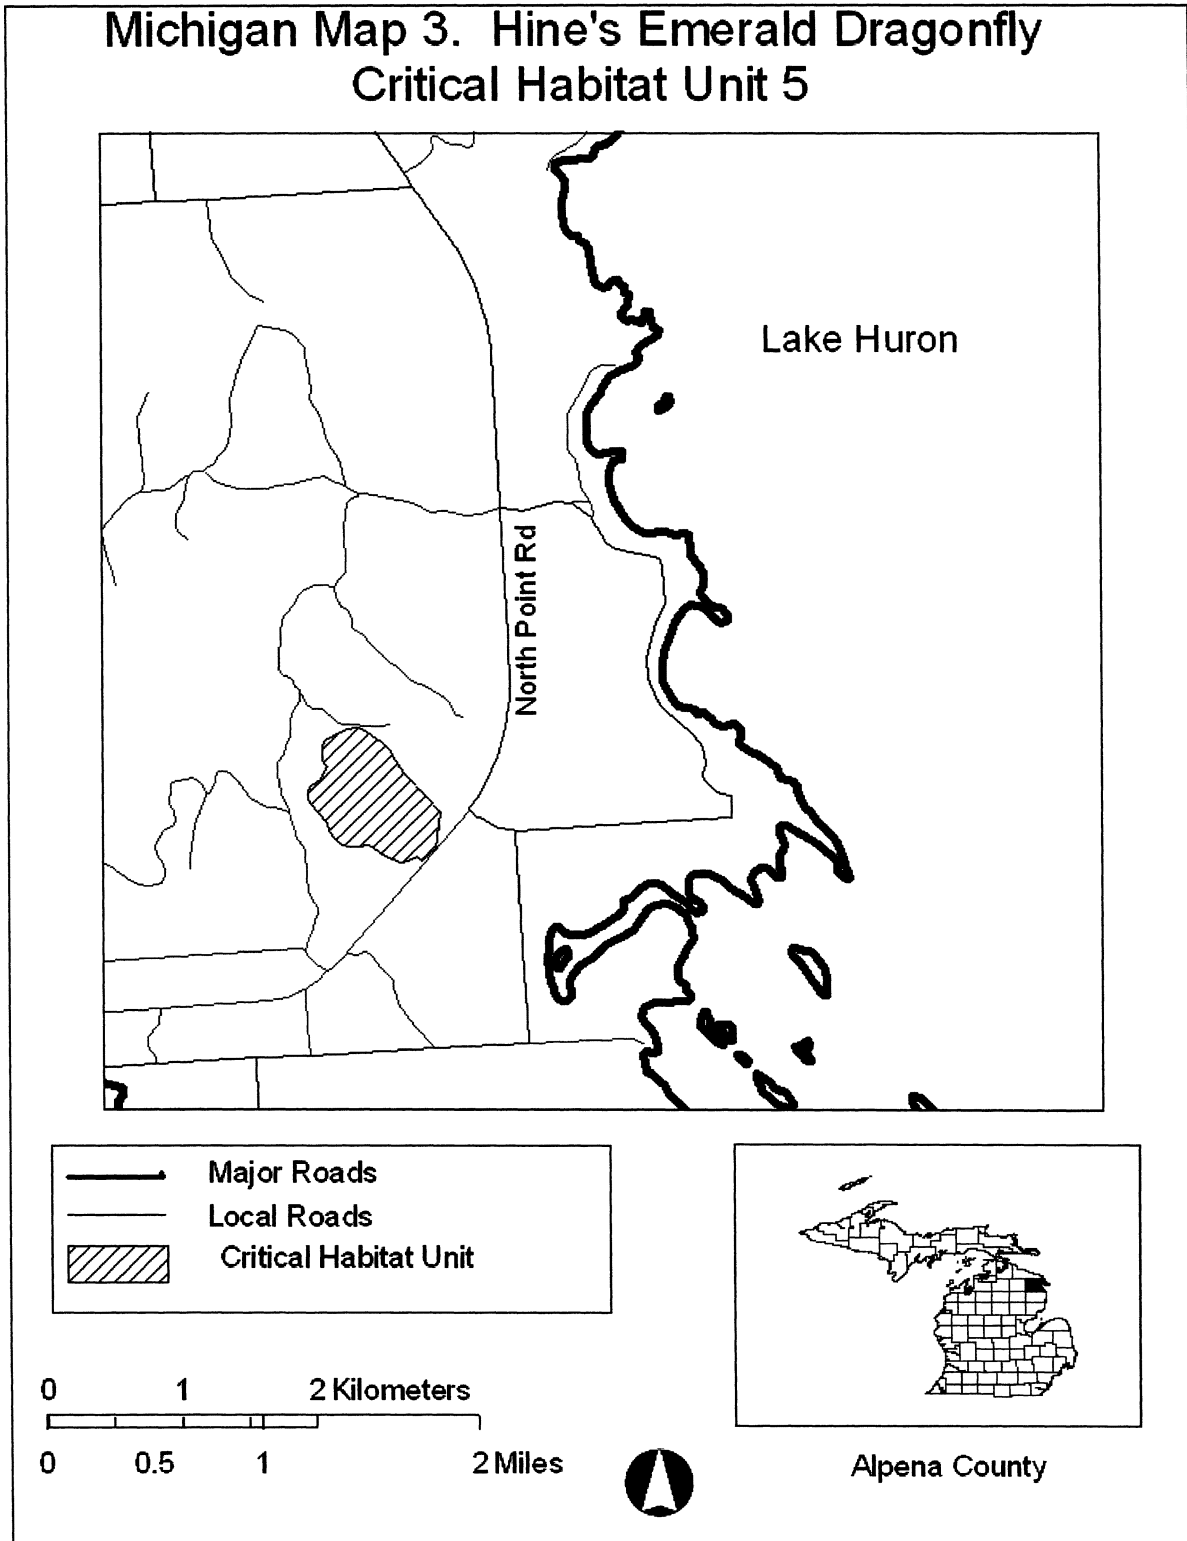 Michigan Map 3. Hine's Emerald Dragonfly
Critical Habitat Unit 5
Lake Huron
North Point Rd
Major Roads
Local Roads
Critical Habitat Unit
0 1 2 Kilometers
0 0.5 1 2 Miles
Alpena County